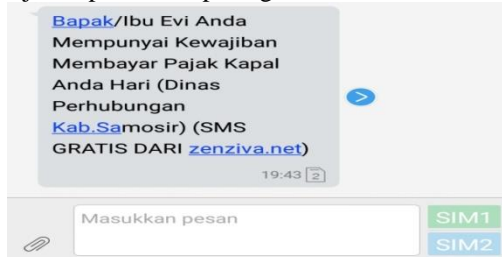 Bapak/Ibu Evi Anda
Mempunyai Kewajiban
Membayar Pajak Kapal
Anda Hari (Dinas
Perhubungan
Kab.Samosir) (SMS
GRATIS DARI zenziva.net)
19:43 2
Masukkan pesan
SIM1
SIM2